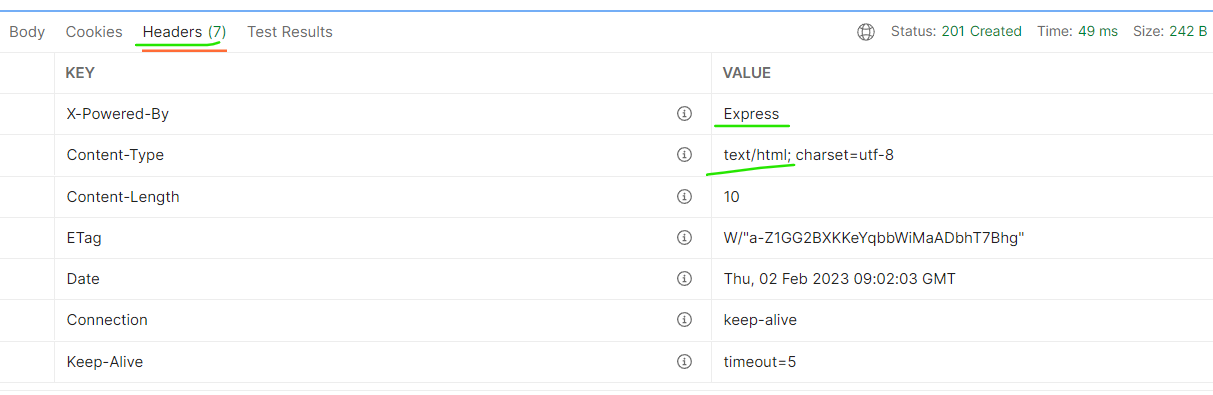 Body Cookies Headers (7) Test Results Status: 201 Created Time: 49 ms Size: 242 B
KEY VALUE
X-Powered-By Express
Content-Type text/html; charset=utf-8
Content-Length 10
ETag W/"a-Z1GG2BXKKeYqbbWiMaADbhT7Bhg"
Date Thu, 02 Feb 2023 09:02:03 GMT
Connection keep-alive
Keep-Alive timeout=5